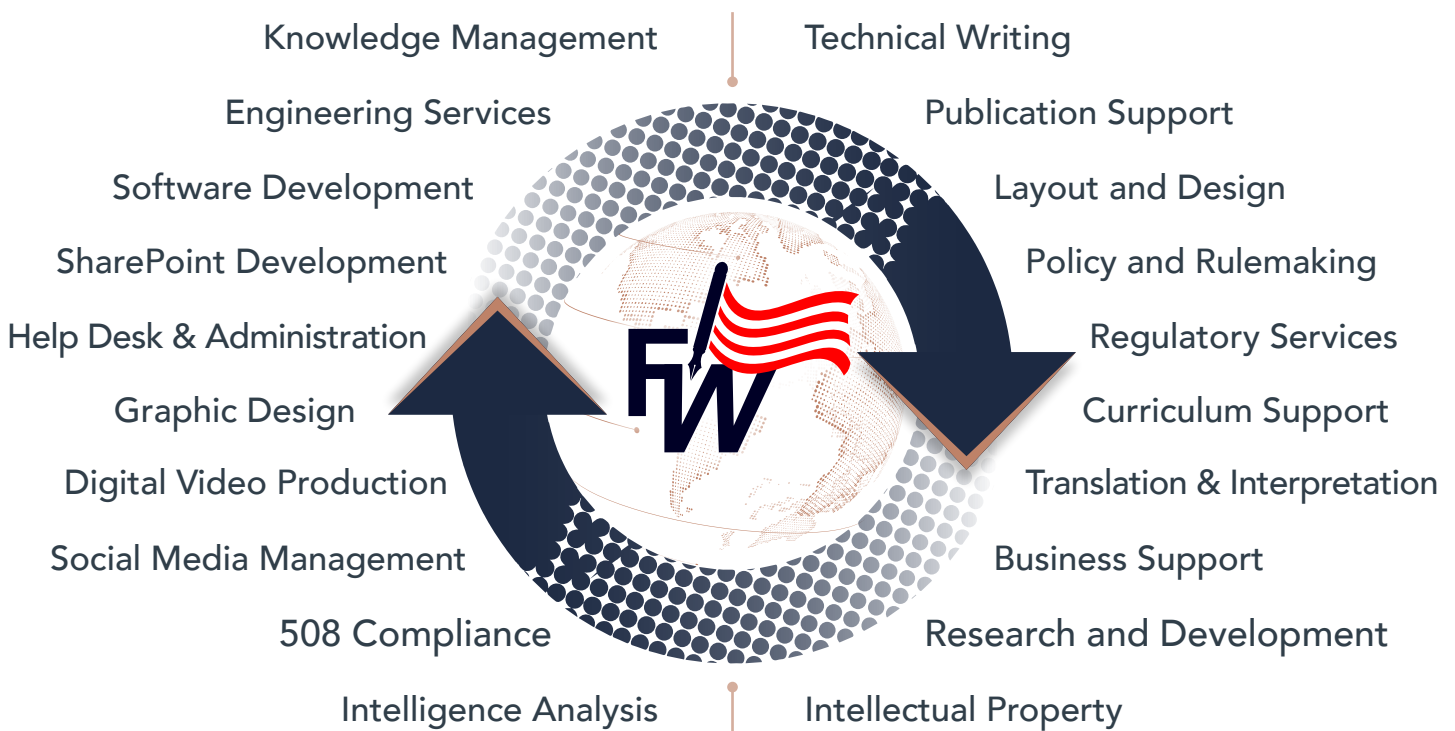 Knowledge Management
Technical Writing
Engineering Services
Publication Support
Software Development
Layout and Design
SharePoint Development
Policy and Rulemaking
Help Desk & Administration
Regulatory Services
Graphic Design
Curriculum Support
Digital Video Production
Translation & Interpretation
Social Media Management
Business Support
508 Compliance
Research and Development
Intelligence Analysis
Intellectual Property
FW